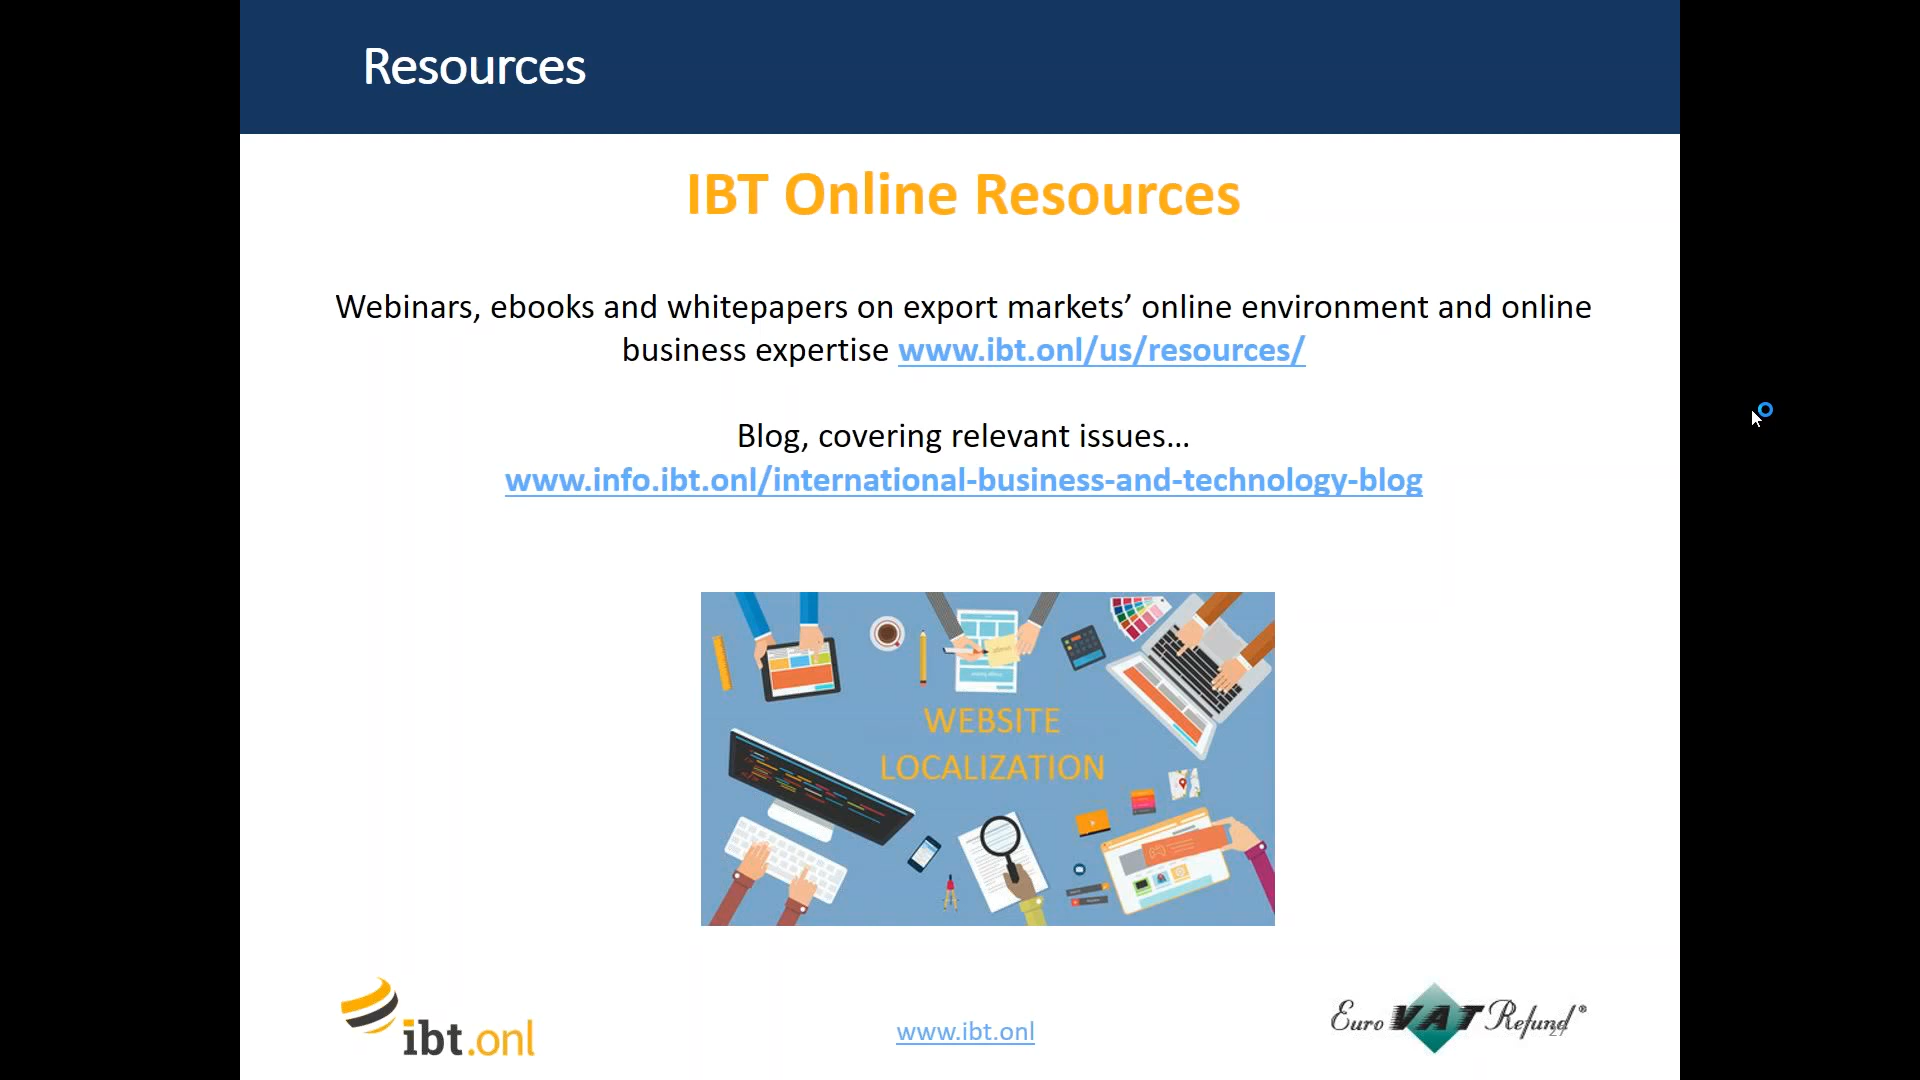 Resources
IBT Online Resources
Webinars, ebooks and whitepapers on export markets’ online environment and online
business expertise www.ibt.onl/us/resources/
Blog, covering relevant issues...
www.info.ibt.onl/international-business-and-technology-blog
WEBSITE
LOCALIZATION
ibt.onl
www.ibt.onl
Euro VAT Refund®
27